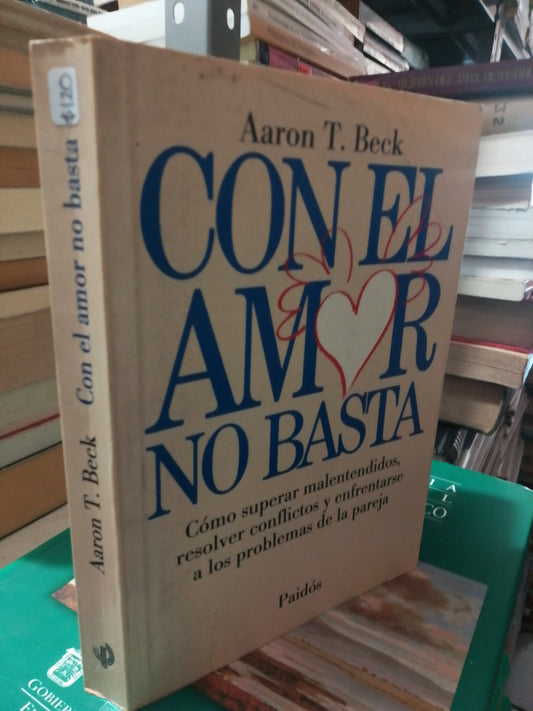 Aaron T. Beck
CON EL
AMOR
NO BASTA
Cómo superar malentendidos,
resolver conflictos y enfrentarse
a los problemas de la pareja
Paidós
Aaron T. Beck Con el amor no basta
$120
GOBIE